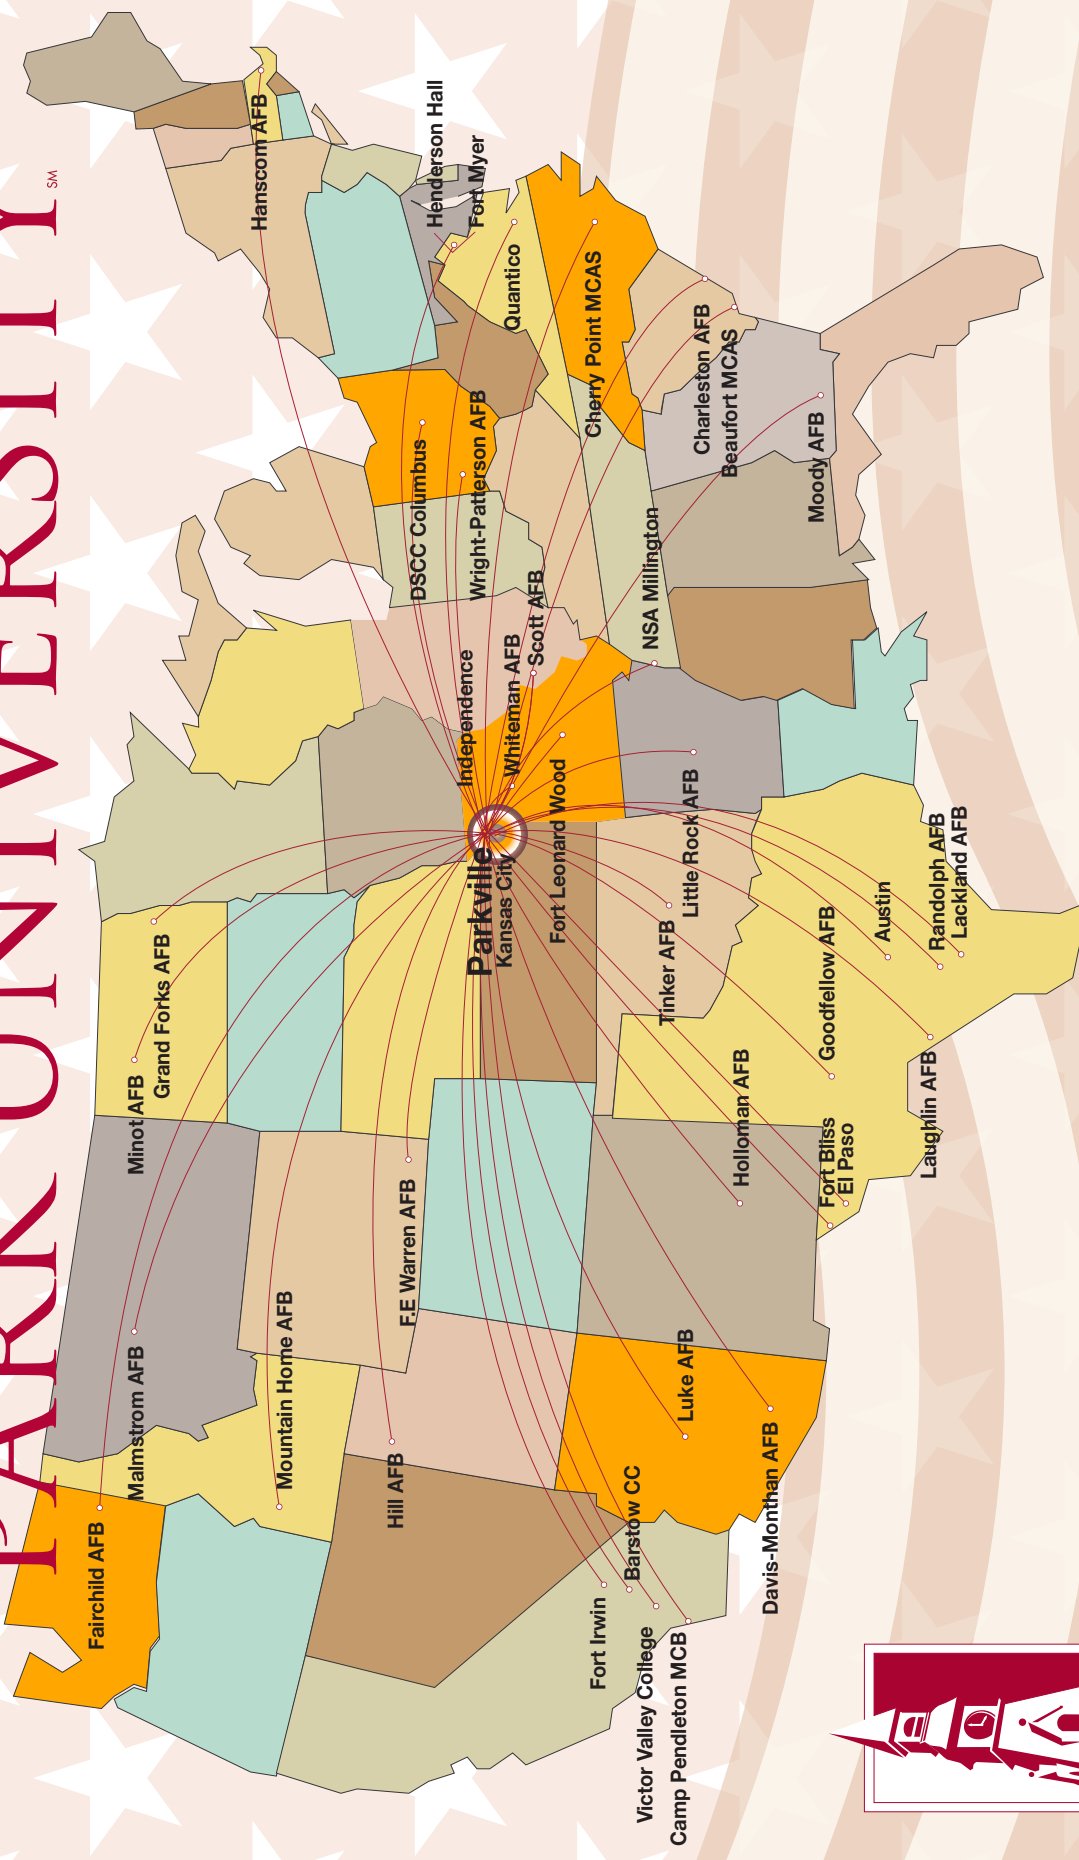 PARK UNIVERSITY SM
Fairchild AFB
Malmstrom AFB
Minot AFB
Grand Forks AFB
Mountain Home AFB
Hanscom AFB
Hill AFB
F.E Warren AFB
DSCC Columbus
Henderson Hall
Fort Myer
Wright-Patterson AFB
Independence
Parkville
Kansas City
Whiteman AFB
Quantico
Scott AFB
Fort Leonard Wood
Cherry Point MCAS
Fort Irwin
Barstow CC
Victor Valley College
Camp Pendleton MCB
NSA Millington
Tinker AFB
Little Rock AFB
Luke AFB
Charleston AFB
Beaufort MCAS
Holloman AFB
Davis-Monthan AFB
Moody AFB
Fort Bliss
El Paso
Goodfellow AFB
Austin
Laughlin AFB
Randolph AFB
Lackland AFB